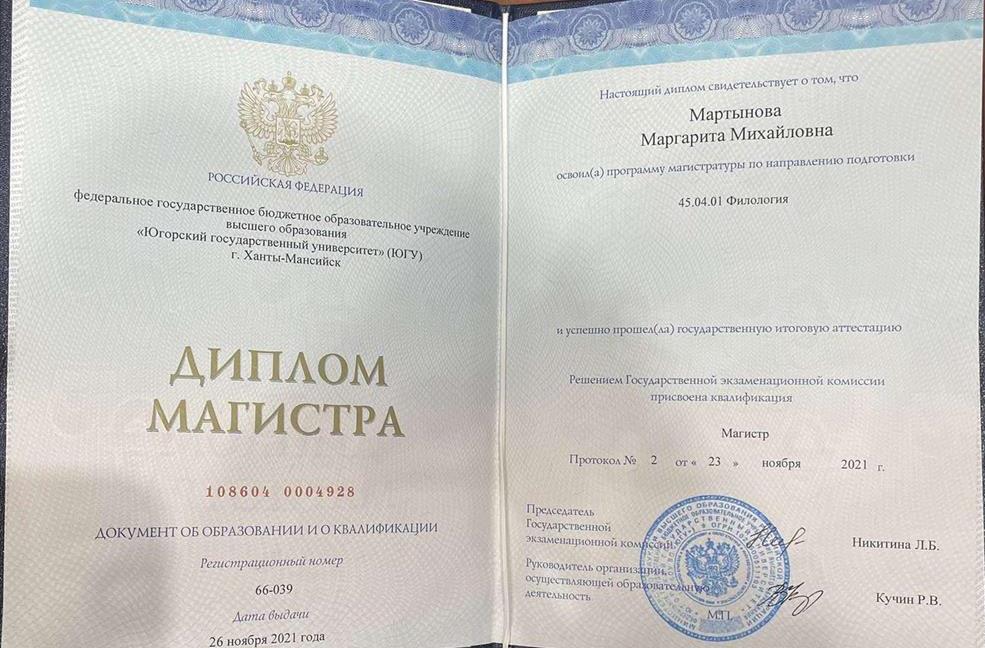 РОССИЙСКАЯ ФЕДЕРАЦИЯ
федеральное государственное бюджетное образовательное учреждение
высшего образования
«Югорский государственный университет» (ЮГУ)
г. Ханты-Мансийск
ДИПЛОМ
МАГИСТРА
108604 0004928
ДОКУМЕНТ ОБ ОБРАЗОВАНИИ И О КВАЛИФИКАЦИИ
Регистрационный номер
66-039
Дата выдачи
26 ноября 2021 года
Настоящий диплом свидетельствует о том, что
Мартынова
Маргарита Михайловна
освоил(а) программу магистратуры по направлению подготовки
45.04.01 Филология
и успешно прошел(ла) государственную итоговую аттестацию
Решением Государственной экзаменационной комиссии
присвоена квалификация
Магистр
Протокол № 2 от « 23 » ноября 2021 г.
Председатель
Государственной
экзаменационной комиссии
Никитина Л.Б.
Руководитель организации,
осуществляющей образовательную
деятельность
Кучин Р.В.
М.П.